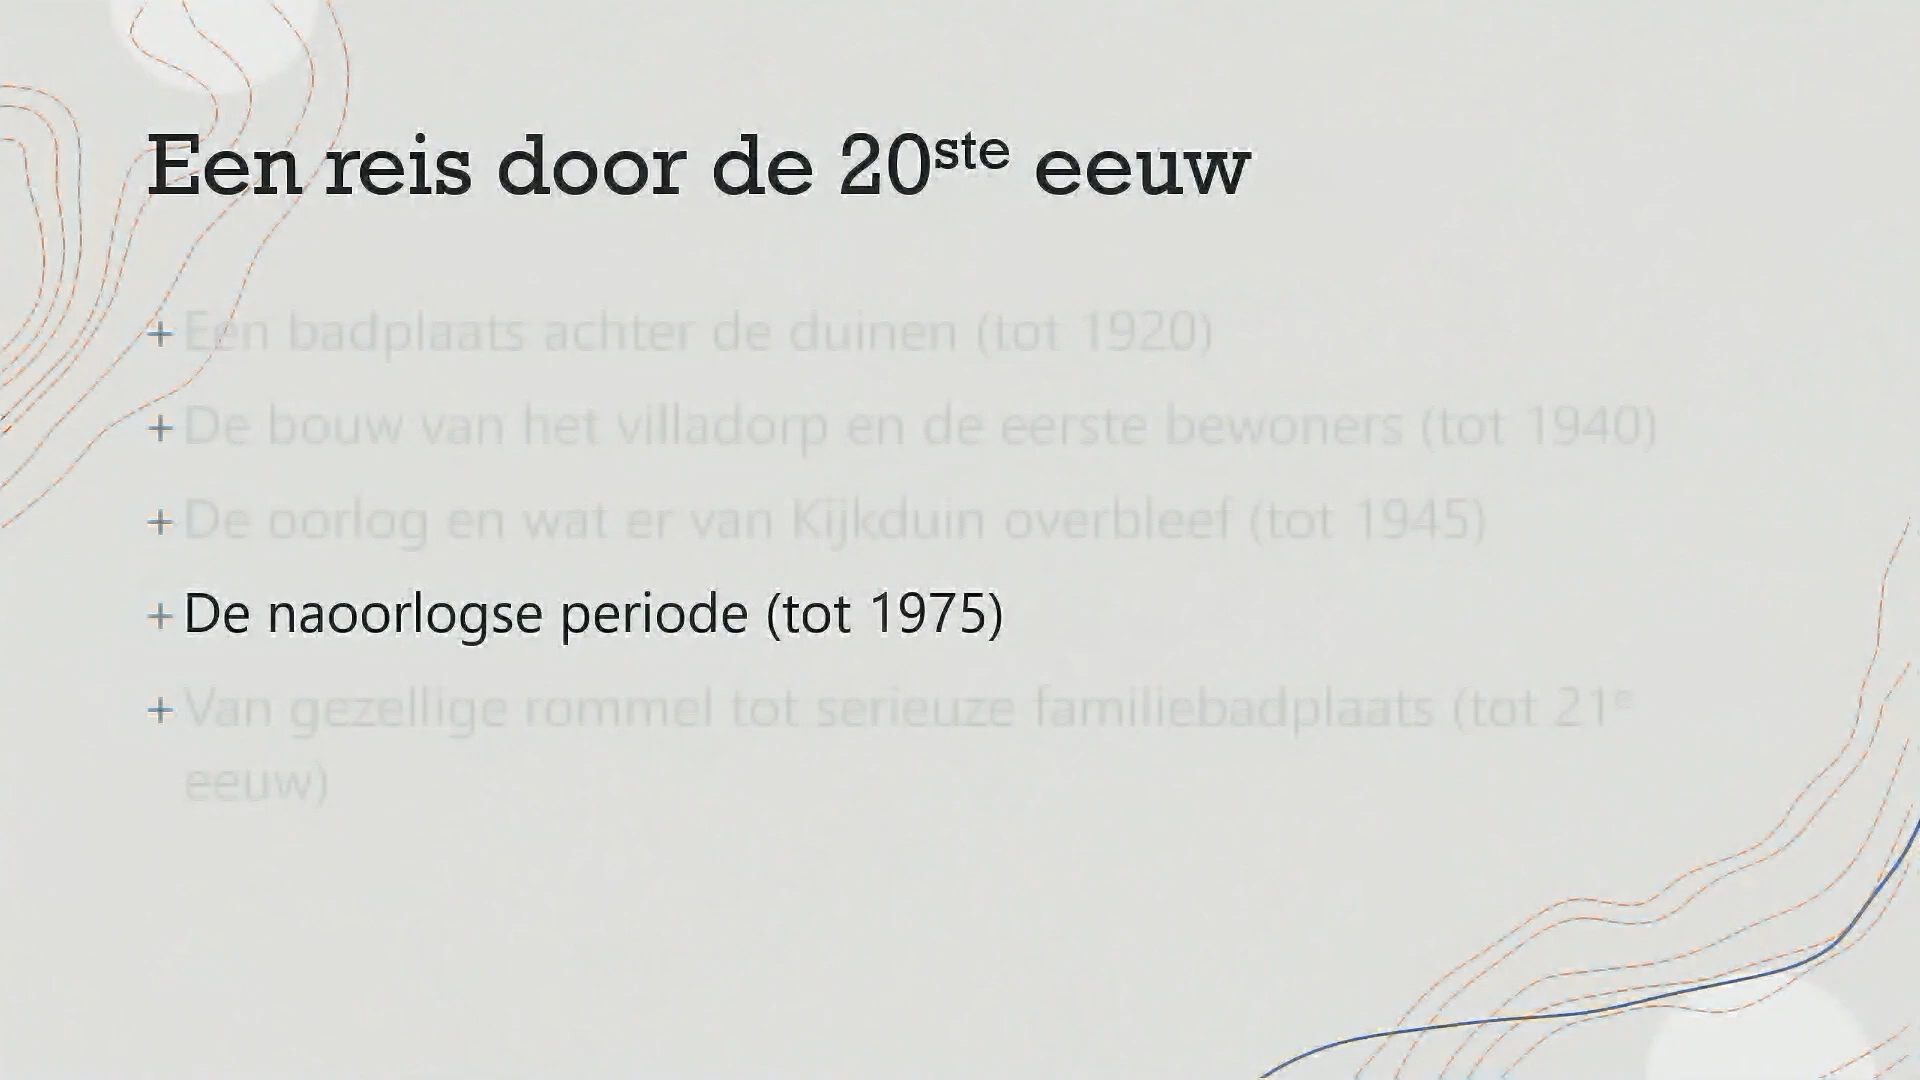 Een reis door de 20ste eeuw
+ Een badplaats achter de duinen (tot 1920)
+ De bouw van het villadorp en de eerste bewoners (tot 1940)
+ De oorlog en wat er van Kijkduin overbleef (tot 1945)
+ De naoorlogse periode (tot 1975)
+ Van gezellige rommel tot serieuze familiebadplaats (tot 21e
eeuw)